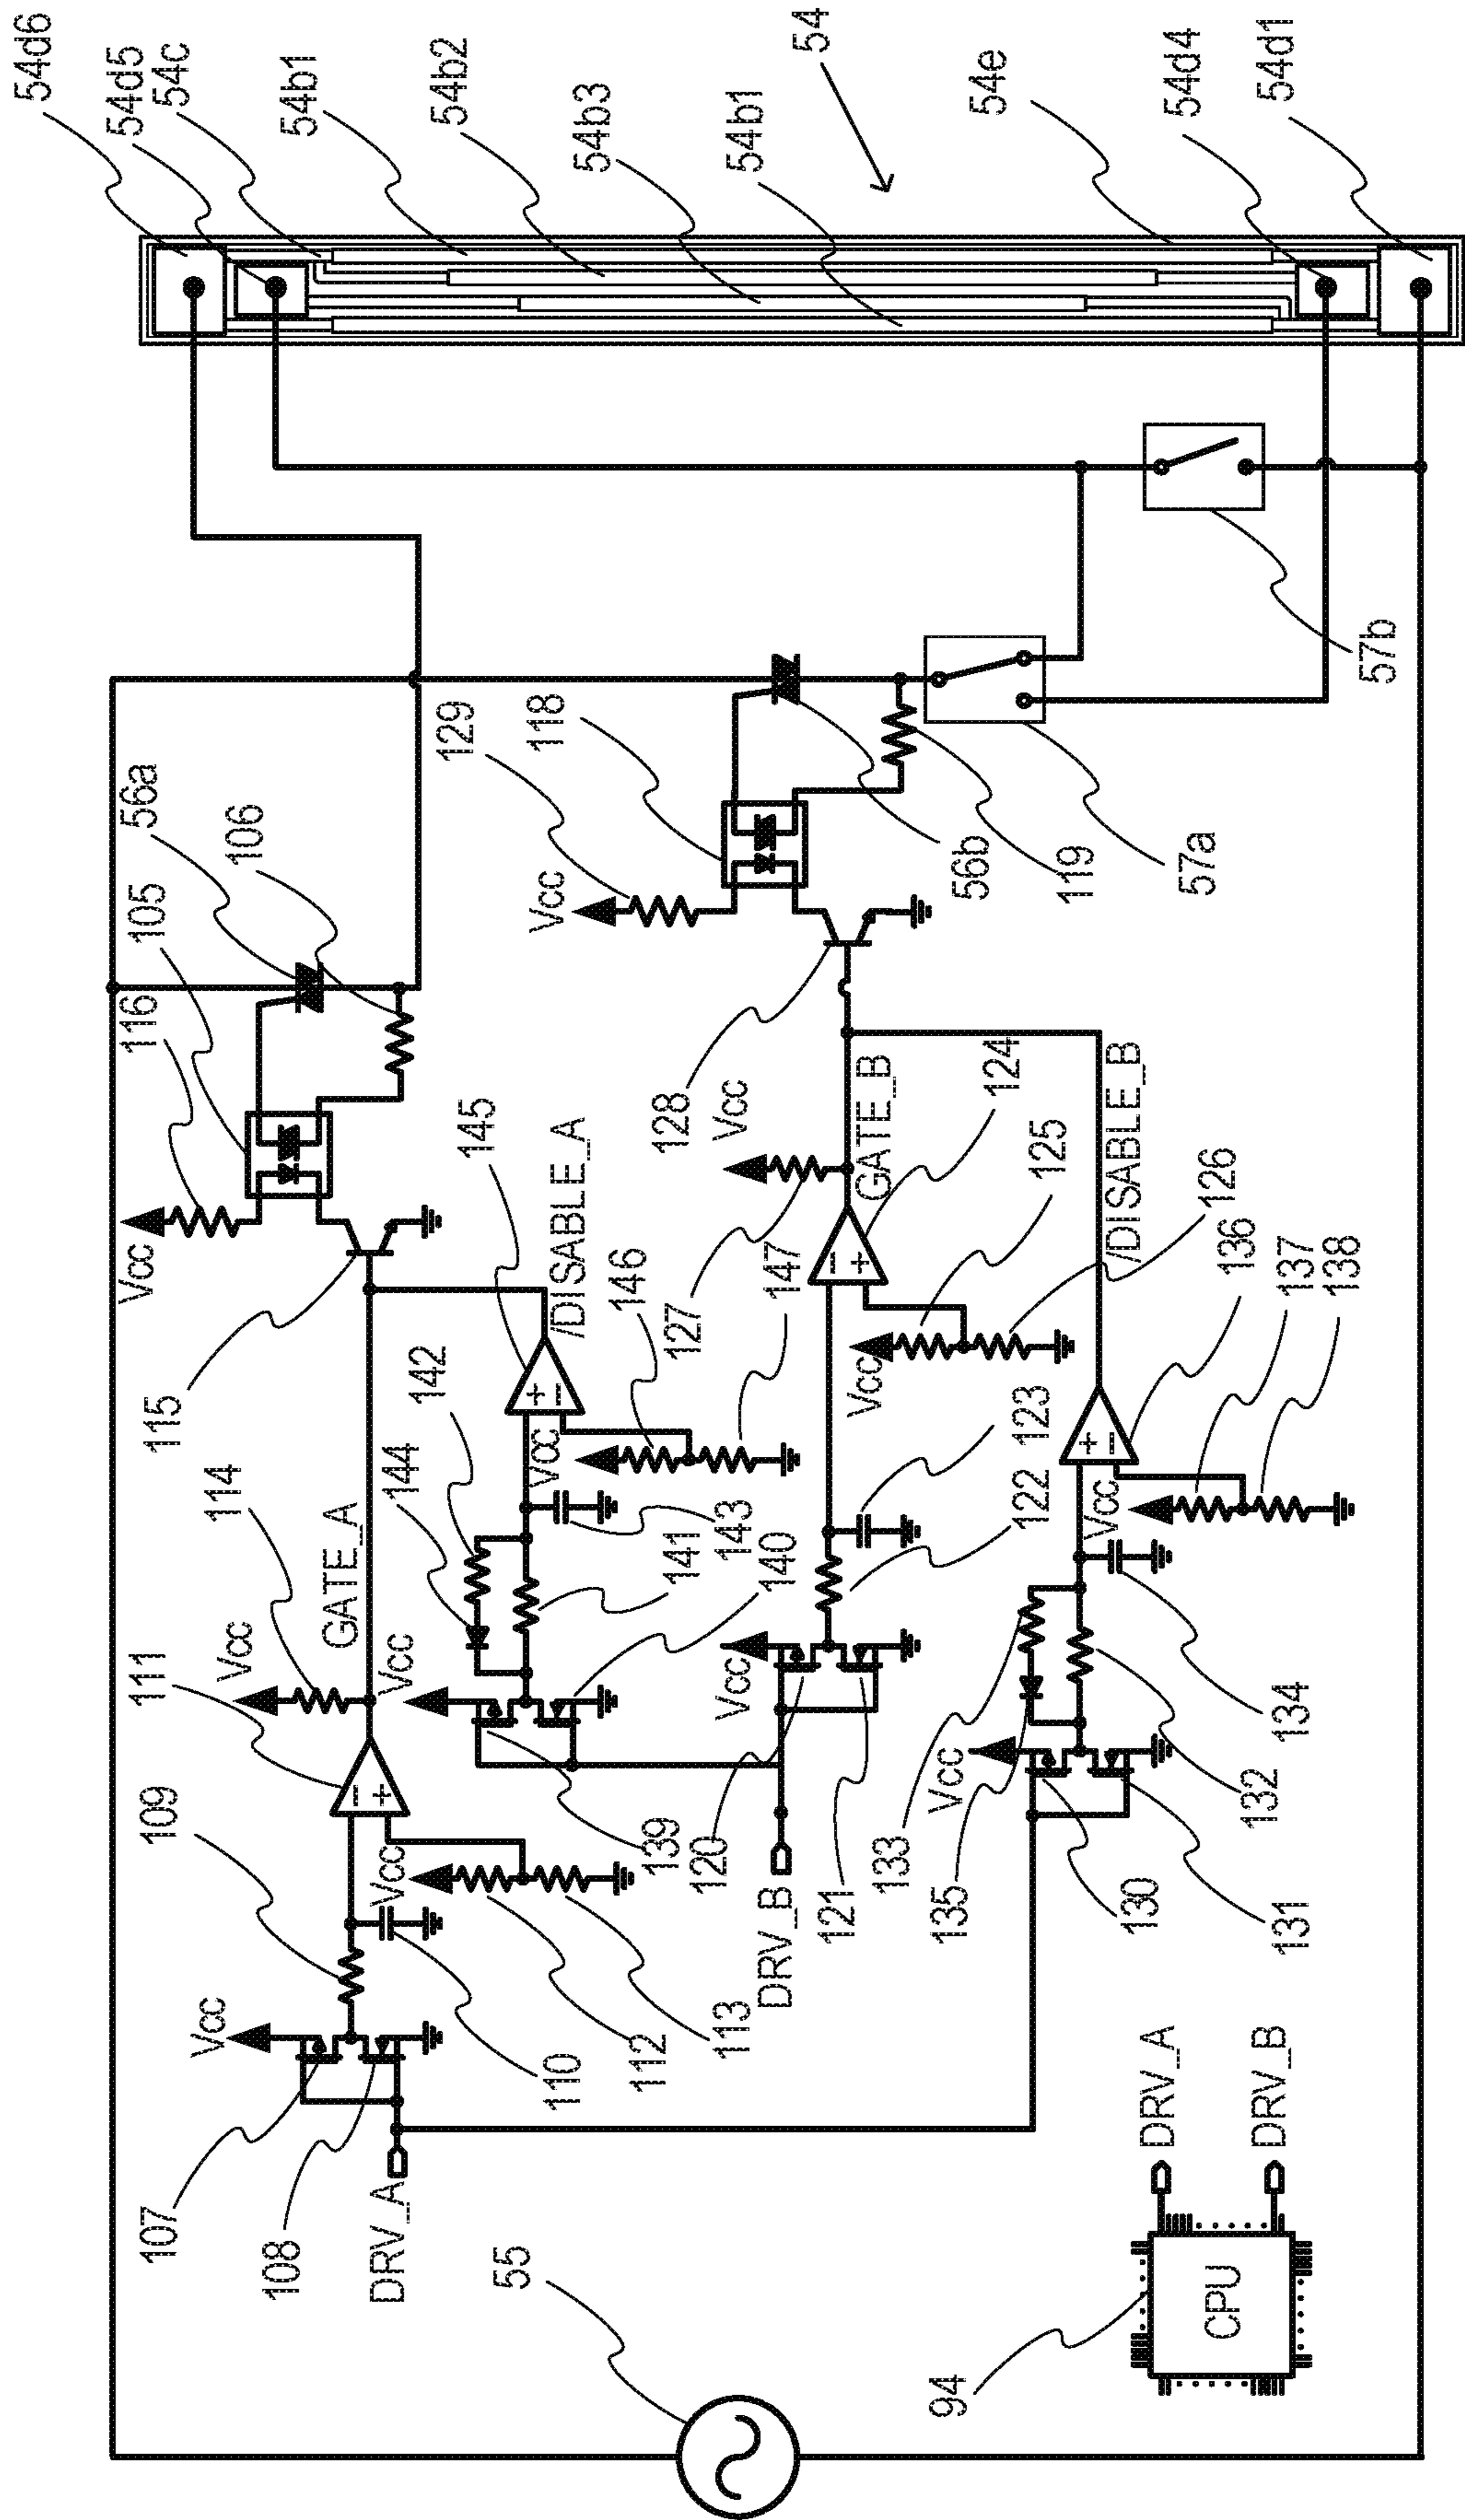 54d6
54d5
54c
54b1
54b2
54b3
54b1
54
54e
54d4
54d1
116
105
56a
106
Vcc
115
129
118
Vcc
56b
119
57a
57b
114
Vcc
GATE_A
111
109
Vcc
107
108
DRV_A
110
112
113
Vcc
144
142
145
/DISABLE_A
146
147
Vcc
143
141
140
Vcc
139
120
DRV_B
121
Vcc
127
Vcc
128
GATE_B
124
125
126
Vcc
123
122
/DISABLE_B
136
137
138
Vcc
134
132
133
135
Vcc
130
131
55
94
CPU
DRV_A
DRV_B